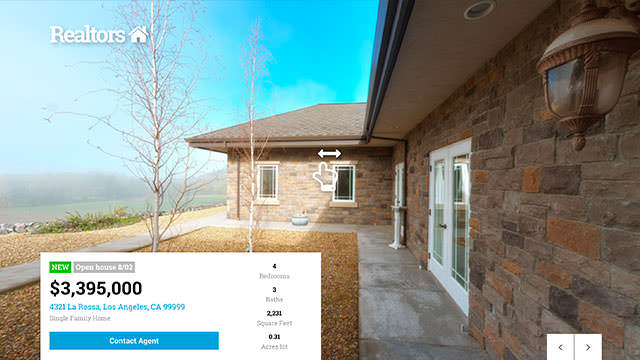 Realtors
NEW Open house 8/02
$3,395,000
4321 La Rossa, Los Angeles, CA 99999
Single Family Home
Contact Agent
4
Bedrooms
3
Baths
2,231
Square Feet
0.31
Acres lot